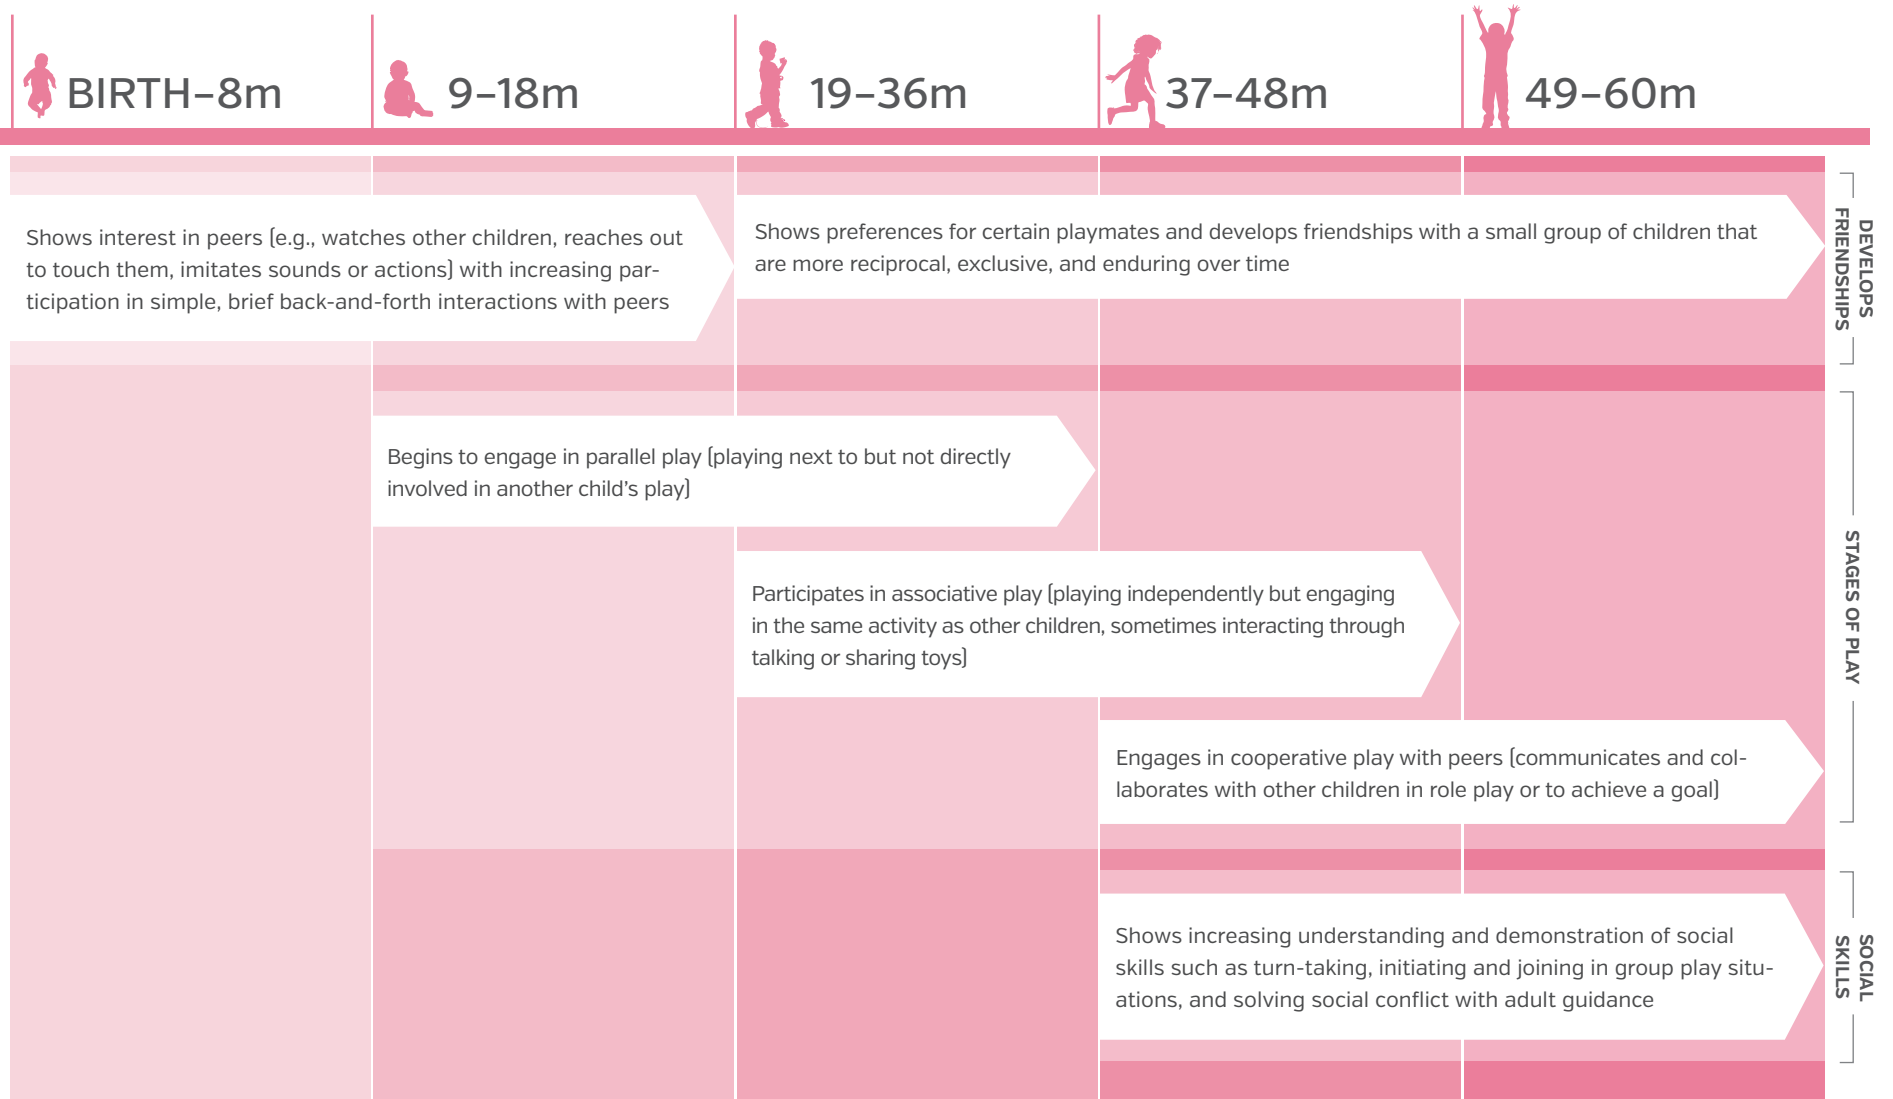 BIRTH–8m
9–18m
19–36m
37–48m
49–60m
Shows interest in peers (e.g., watches other children, reaches out
to touch them, imitates sounds or actions) with increasing par-
ticipation in simple, brief back-and-forth interactions with peers
Shows preferences for certain playmates and develops friendships with a small group of children that
are more reciprocal, exclusive, and enduring over time
DEVELOPS
FRIENDSHIPS
Begins to engage in parallel play (playing next to but not directly
involved in another child’s play)
Participates in associative play (playing independently but engaging
in the same activity as other children, sometimes interacting through
talking or sharing toys)
Engages in cooperative play with peers (communicates and col-
laborates with other children in role play or to achieve a goal)
STAGES OF PLAY
Shows increasing understanding and demonstration of social
skills such as turn-taking, initiating and joining in group play situ-
ations, and solving social conflict with adult guidance
SOCIAL
SKILLS